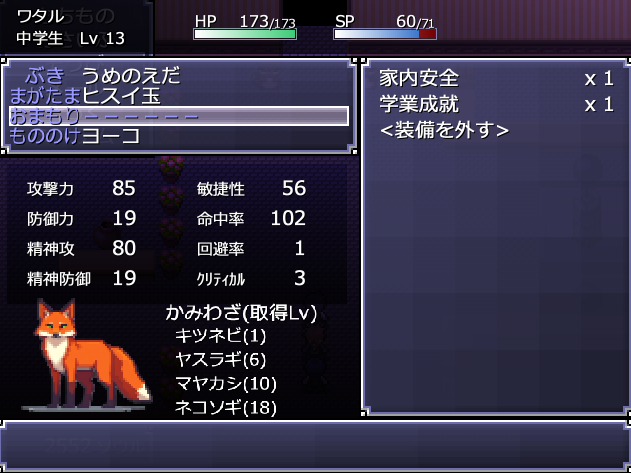 ワタル
中学生 Lv 13
HP 173/173
SP 60/71
ぶき うめのえだ
まがたま ヒスイ玉
おまもり ------
もののけ ヨーコ
家内安全 x 1
学業成就 x 1
<装備を外す>
攻撃力 85 敏捷性 56
防御力 19 命中率 102
精神攻 80 回避率 1
精神防御 19 クリティカル 3
かみわざ(取得Lv)
キツネビ(1)
ヤスラギ(6)
マヤカシ(10)
ネコソギ(18)